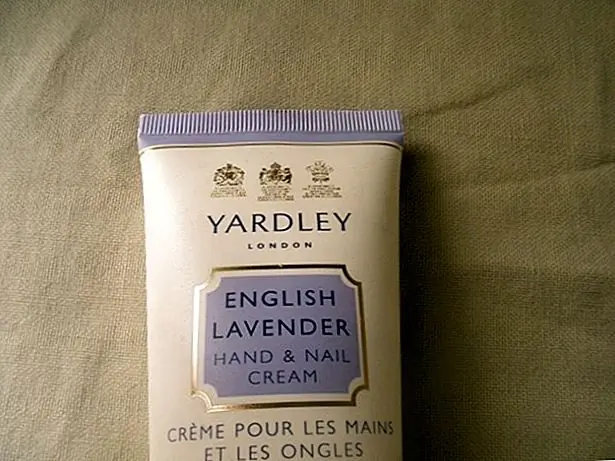 YARDLEY
LONDON
ENGLISH
LAVENDER
HAND & NAIL
CREAM
CRÈME POUR LES MAINS
ET LES ONGLES